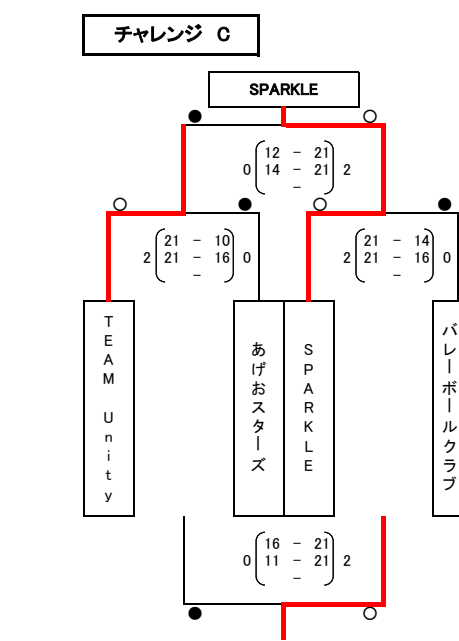 チャレンジ C
SPARKLE
● ○
12 - 21
0 14 - 21 2
-
○ ● ○ ●
21 - 10
2 21 - 16 0
-
21 - 14
2 21 - 16 0
-
TEAM Unity
あげおスターズ
SPARKLE
バレーボールクラブ
16 - 21
0 11 - 21 2
-
● ○